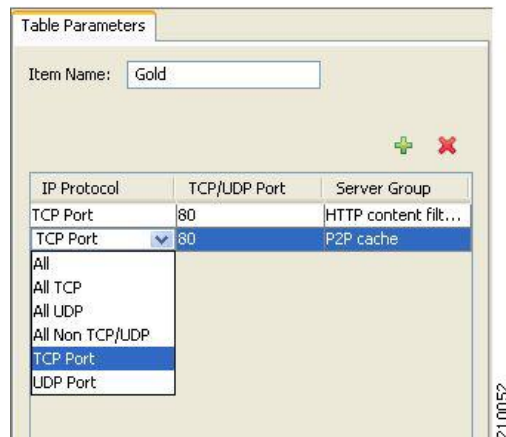 Table Parameters
Item Name: Gold
IP Protocol TCP/UDP Port Server Group
TCP Port 80 HTTP content filt...
TCP Port 80 P2P cache
All
All TCP
All UDP
All Non TCP/UDP
TCP Port
UDP Port
210052